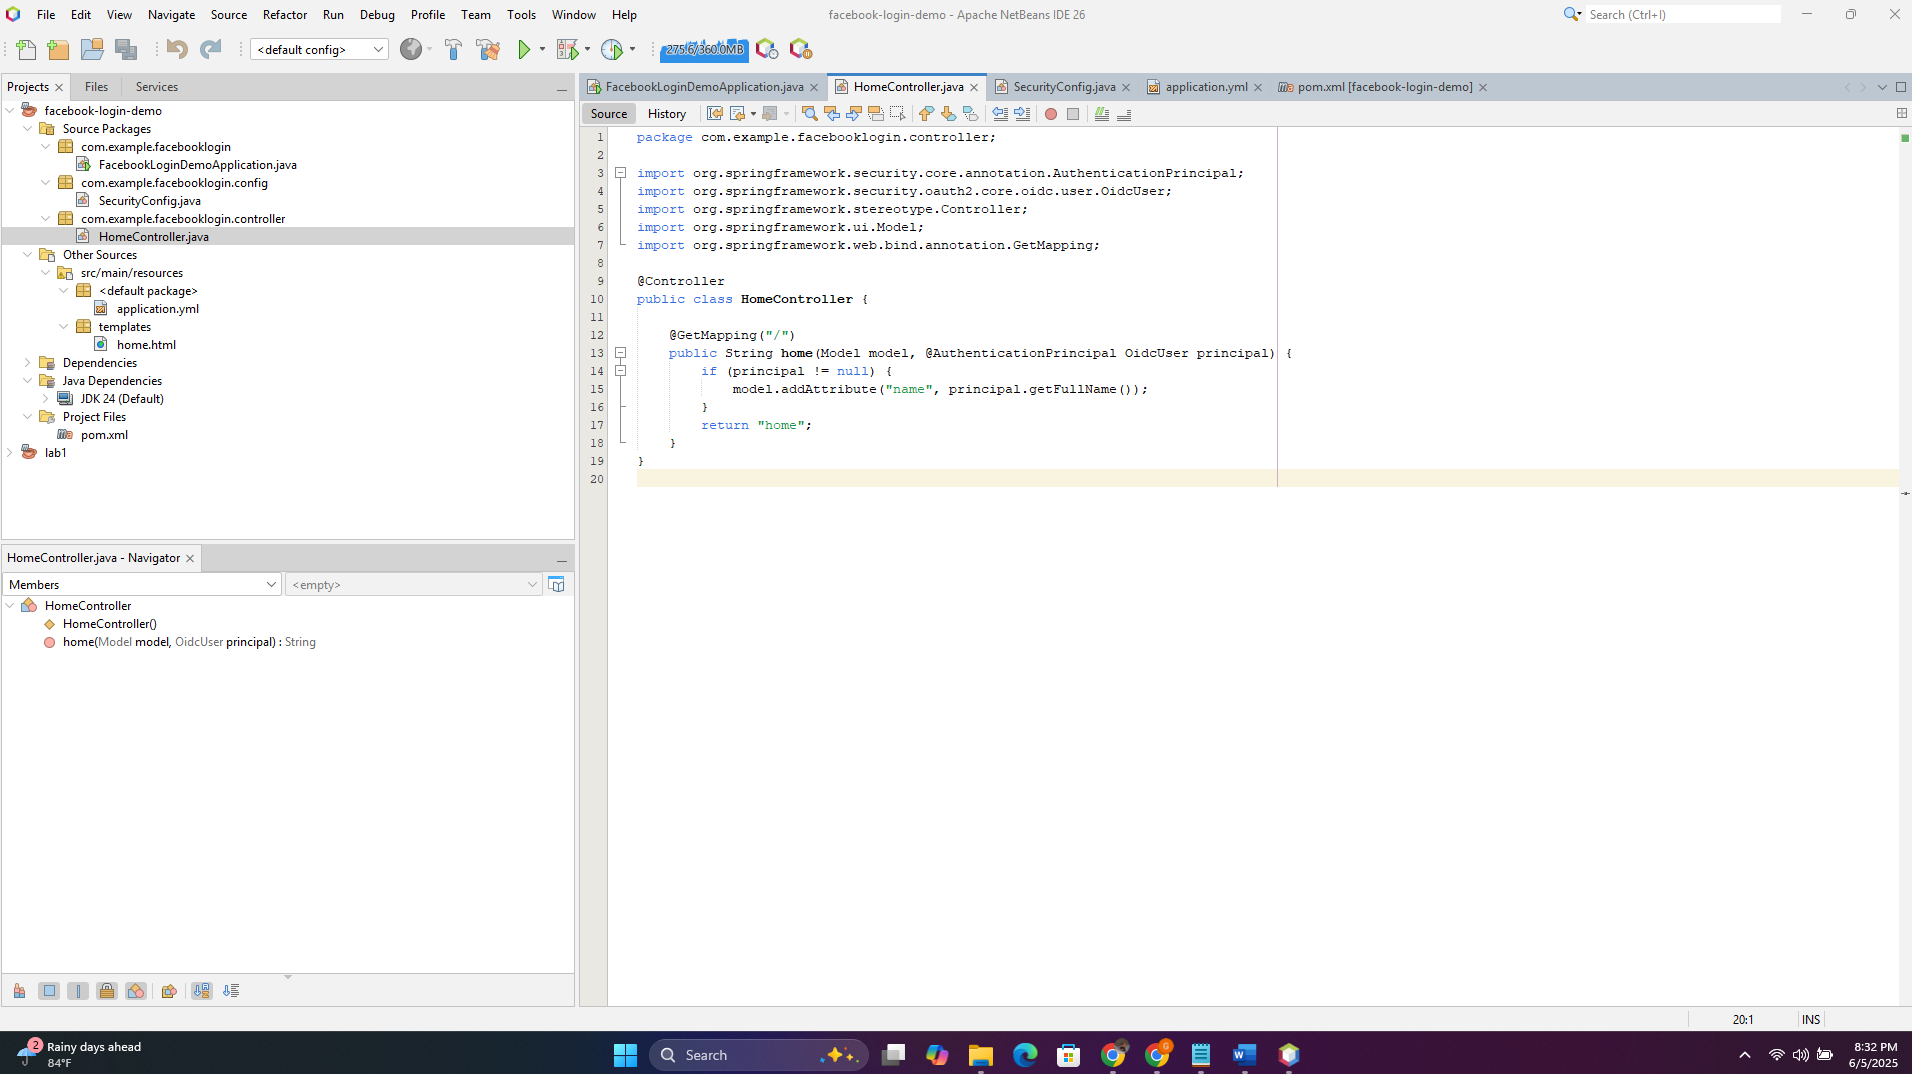 File Edit View Navigate Source Refactor Run Debug Profile Team Tools Window Help
facebook-login-demo - Apache NetBeans IDE 26
Search (Ctrl+I)
<default config>
275.6/360.0MB
Projects Files Services
facebook-login-demo
Source Packages
com.example.facebooklogin
FacebookLoginDemoApplication.java
com.example.facebooklogin.config
SecurityConfig.java
com.example.facebooklogin.controller
HomeController.java
Other Sources
src/main/resources
<default package>
application.yml
templates
home.html
Dependencies
Java Dependencies
JDK 24 (Default)
Project Files
pom.xml
lab1
HomeController.java - Navigator
Members <empty>
HomeController
HomeController()
home(Model model, OidcUser principal) : String
FacebookLoginDemoApplication.java HomeController.java SecurityConfig.java application.yml pom.xml [facebook-login-demo]
Source History
1 package com.example.facebooklogin.controller;
2
3 import org.springframework.security.core.annotation.AuthenticationPrincipal;
4 import org.springframework.security.oauth2.core.oidc.user.OidcUser;
5 import org.springframework.stereotype.Controller;
6 import org.springframework.ui.Model;
7 import org.springframework.web.bind.annotation.GetMapping;
8
9 @Controller
10 public class HomeController {
11
12 @GetMapping("/")
13 public String home(Model model, @AuthenticationPrincipal OidcUser principal) {
14 if (principal != null) {
15 model.addAttribute("name", principal.getFullName());
16 }
17 return "home";
18 }
19 }
20
20:1 INS
2
Rainy days ahead
84°F
Search
8:32 PM
6/5/2025